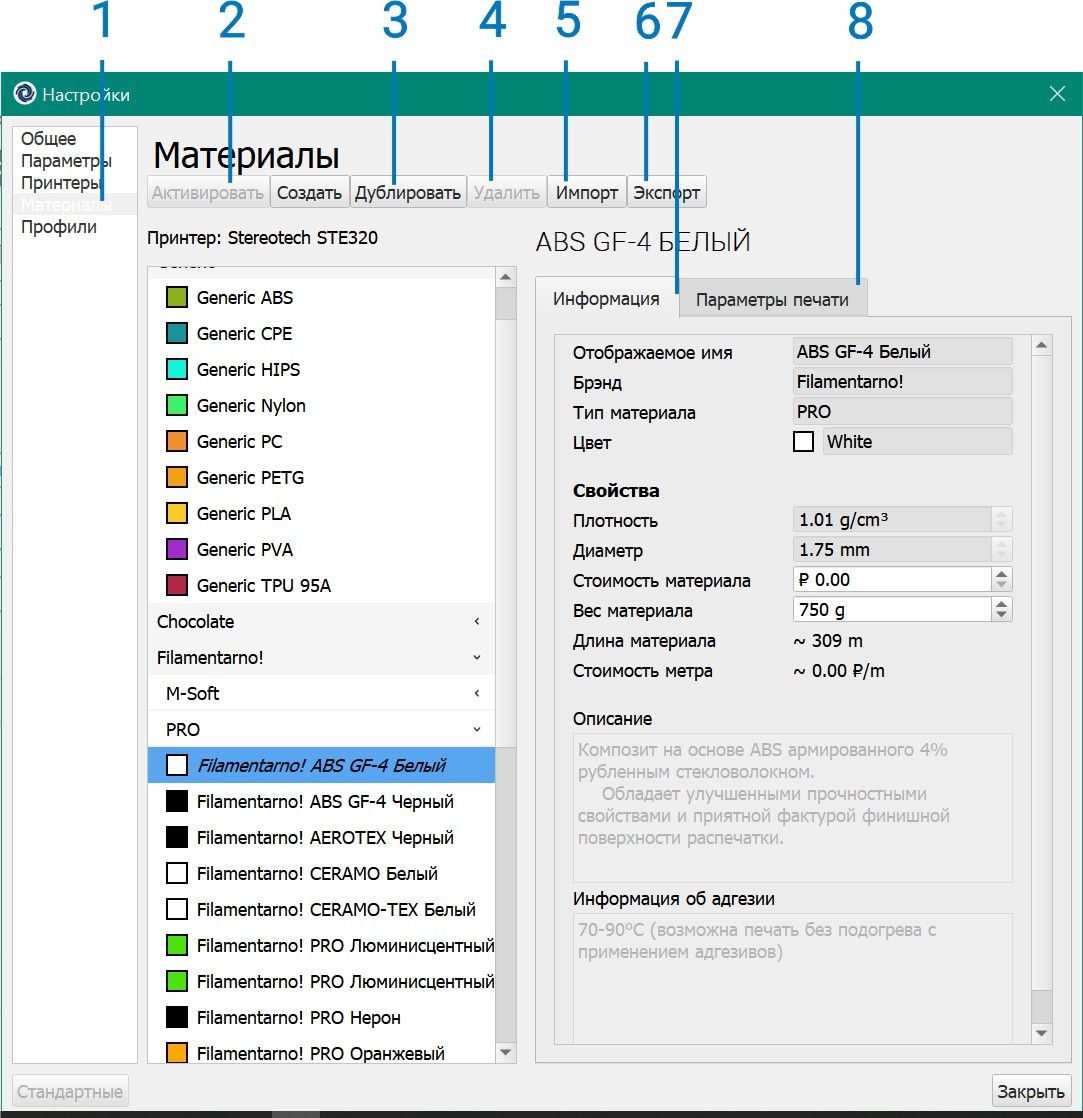 1 2 3 4 5 6 7 8
Настройки
Общее
Параметры
Принтеры
Материалы
Профили
Материалы
Активировать Создать Дублировать Удалить Импорт Экспорт
Принтер: Stereotech STE320
Generic
Generic ABS
Generic CPE
Generic HIPS
Generic Nylon
Generic PC
Generic PETG
Generic PLA
Generic PVA
Generic TPU 95A
Chocolate
Filamentarno!
M-Soft
PRO
Filamentarno! ABS GF-4 Белый
Filamentarno! ABS GF-4 Черный
Filamentarno! AEROTEX Черный
Filamentarno! CERAMO Белый
Filamentarno! CERAMO-TEX Белый
Filamentarno! PRO Люминисцентный
Filamentarno! PRO Люминисцентный
Filamentarno! PRO Нерон
Filamentarno! PRO Оранжевый
ABS GF-4 БЕЛЫЙ
Информация Параметры печати
Отображаемое имя ABS GF-4 Белый
Брэнд Filamentarno!
Тип материала PRO
Цвет White
Свойства
Плотность 1.01 g/cm³
Диаметр 1.75 mm
Стоимость материала ₽ 0.00
Вес материала 750 g
Длина материала ~ 309 m
Стоимость метра ~ 0.00 ₽/m
Описание
Композит на основе ABS армированного 4%
рубленным стекловолокном.
Обладает улучшенными прочностными
свойствами и приятной фактурой финишной
поверхности распечатки.
Информация об адгезии
70-90°C (возможна печать без подогрева с
применением адгезивов)
Стандартные Закрыть